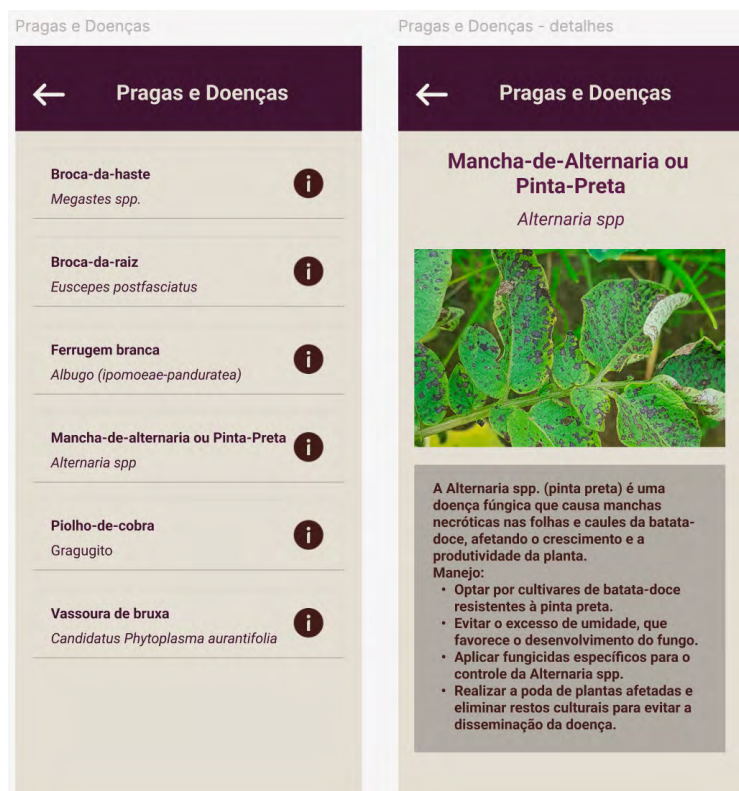 Pragas e Doenças
Pragas e Doenças
Broca-da-haste
Megastes spp.
Broca-da-raiz
Euscepes postfasciatus
Ferrugem branca
Albugo (ipomoeae-panduratea)
Mancha-de-alternaria ou Pinta-Preta
Alternaria spp
Piolho-de-cobra
Gragugito
Vassoura de bruxa
Candidatus Phytoplasma aurantifolia
Pragas e Doenças - detalhes
Pragas e Doenças
Mancha-de-Alternaria ou
Pinta-Preta
Alternaria spp
A Alternaria spp. (pinta preta) é uma
doença fúngica que causa manchas
necróticas nas folhas e caules da batata-
doce, afetando o crescimento e a
produtividade da planta.
Manejo:
• Optar por cultivares de batata-doce
resistentes à pinta preta.
• Evitar o excesso de umidade, que
favorece o desenvolvimento do fungo.
• Aplicar fungicidas específicos para o
controle da Alternaria spp.
• Realizar a poda de plantas afetadas e
eliminar restos culturais para evitar a
disseminação da doença.